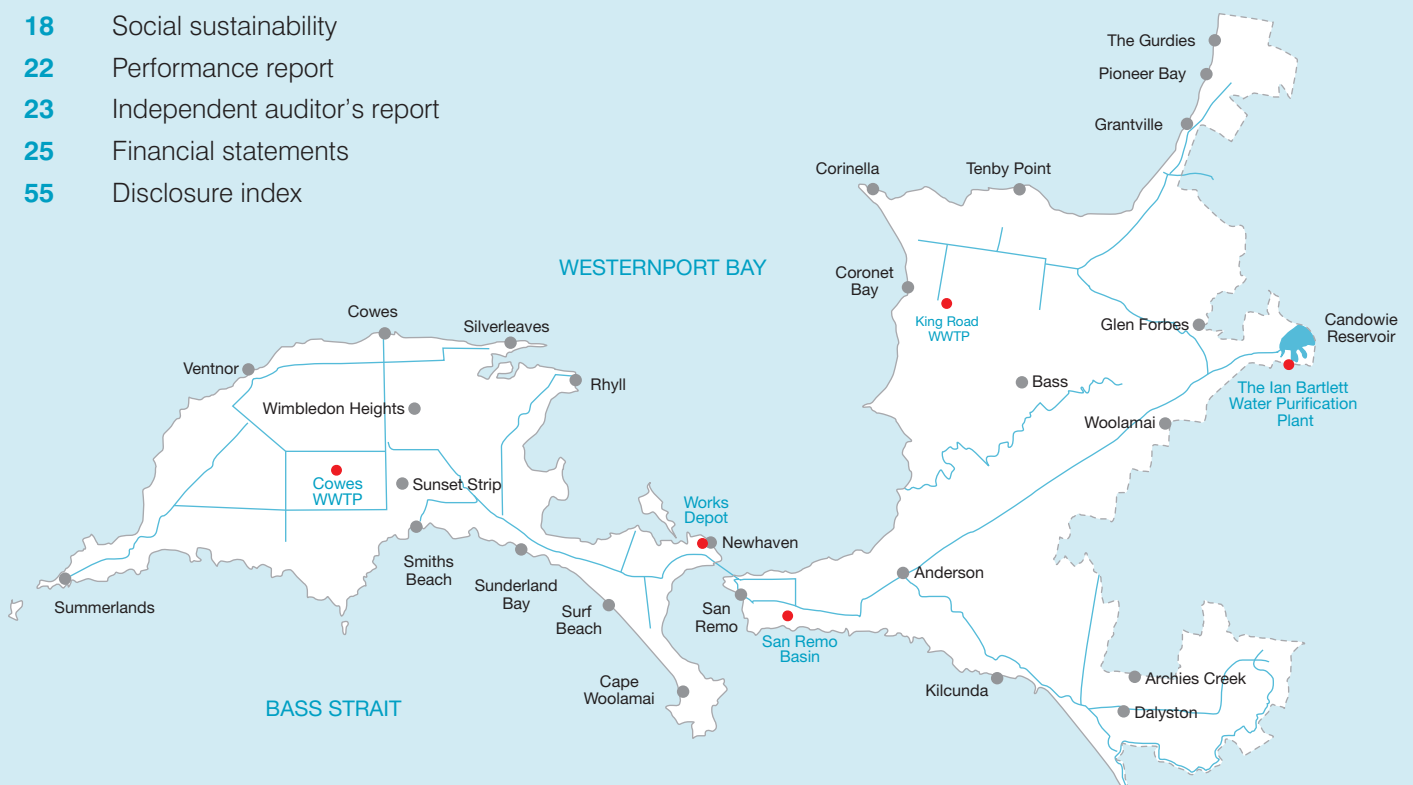 18 Social sustainability
22 Performance report
23 Independent auditor's report
25 Financial statements
55 Disclosure index
The Gurdies
Pioneer Bay
Grantville
Corinella
Tenby Point
WESTERNPORT BAY
Coronet
Bay
King Road
WWTP
Glen Forbes
Candowie
Reservoir
Cowes
Silverleaves
Ventnor
Rhyll
Wimbledon Heights
Bass
The Ian Bartlett
Water Purification
Plant
Woolamai
Cowes
WWTP
Sunset Strip
Works
Depot
Newhaven
Smiths
Beach
Sunderland
Bay
Anderson
Summerlands
Surf
Beach
San
Remo
San Remo
Basin
Cape
Woolamai
Kilcunda
Archies Creek
Dalyston
BASS STRAIT